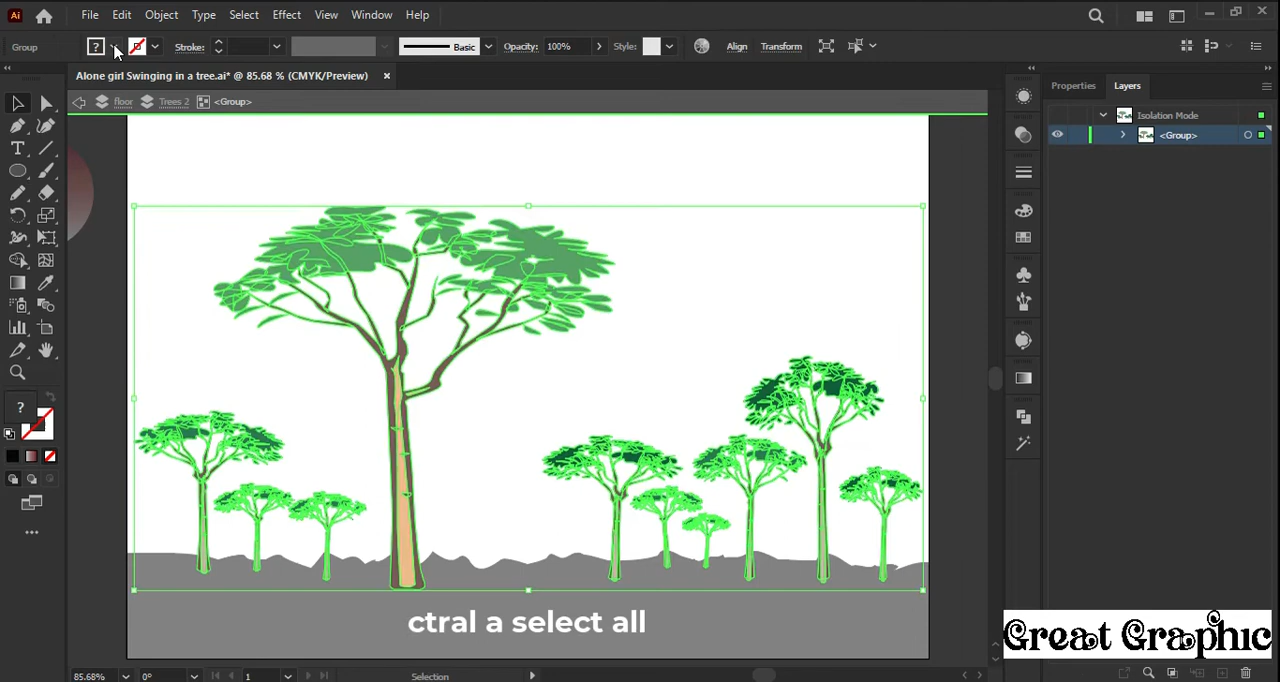 Ai File Edit Object Type Select Effect View Window Help
Group ? Stroke: Basic Opacity: 100% Style: Align Transform
Alone girl Swinging in a tree.ai* @ 85.68 % (CMYK/Preview) ×
floor Trees 2 <Group>
Properties Layers
Isolation Mode
<Group>
?
ctral a select all
Great Graphic
85.68% 0° 1 Selection